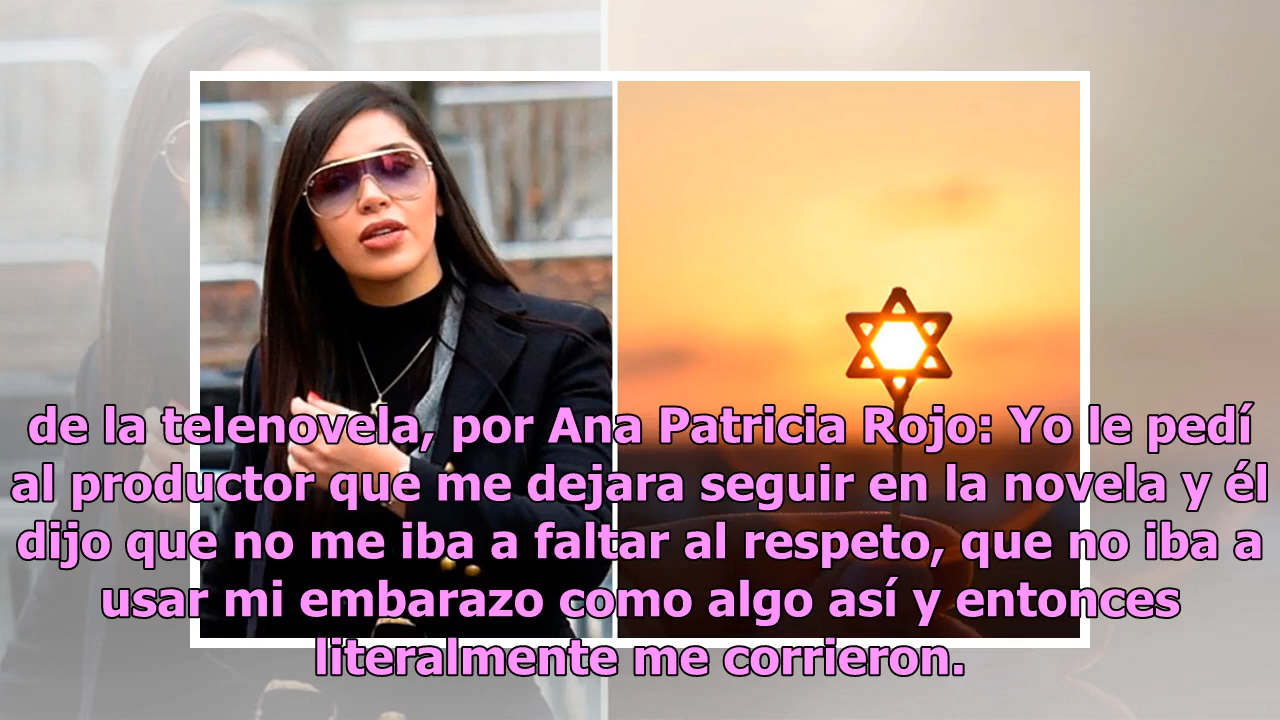 de la telenovela, por Ana Patricia Rojo: Yo le pedí
al productor que me dejara seguir en la novela y él
dijo que no me iba a faltar al respeto, que no iba a
usar mi embarazo como algo así y entonces
literalmente me corrieron.